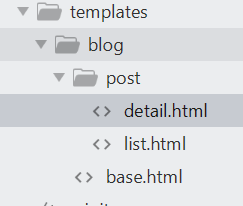 templates
blog
post
<> detail.html
<> list.html
<> base.html